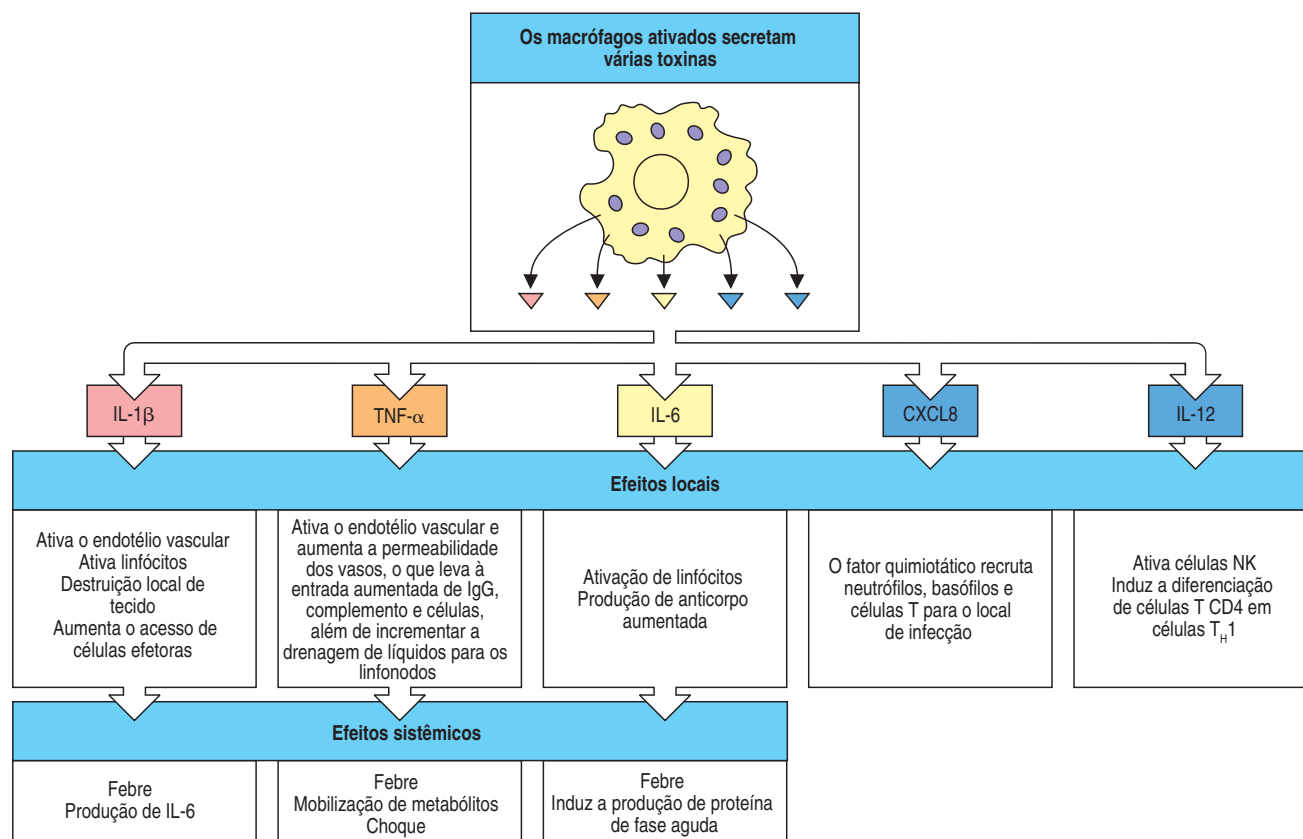 Os macrófagos ativados secretam
várias toxinas
IL-1β
TNF-α
IL-6
CXCL8
IL-12
Efeitos locais
Ativa o endotélio vascular
Ativa linfócitos
Destruição local de
tecido
Aumenta o acesso de
células efetoras
Ativa o endotélio vascular e
aumenta a permeabilidade
dos vasos, o que leva à
entrada aumentada de IgG,
complemento e células,
além de incrementar a
drenagem de líquidos para os
linfonodos
Ativação de linfócitos
Produção de anticorpo
aumentada
O fator quimiotático recruta
neutrófilos, basófilos e
células T para o local
de infecção
Ativa células NK
Induz a diferenciação
de células T CD4 em
células TH1
Efeitos sistêmicos
Febre
Produção de IL-6
Febre
Mobilização de metabólitos
Choque
Febre
Induz a produção de proteína
de fase aguda